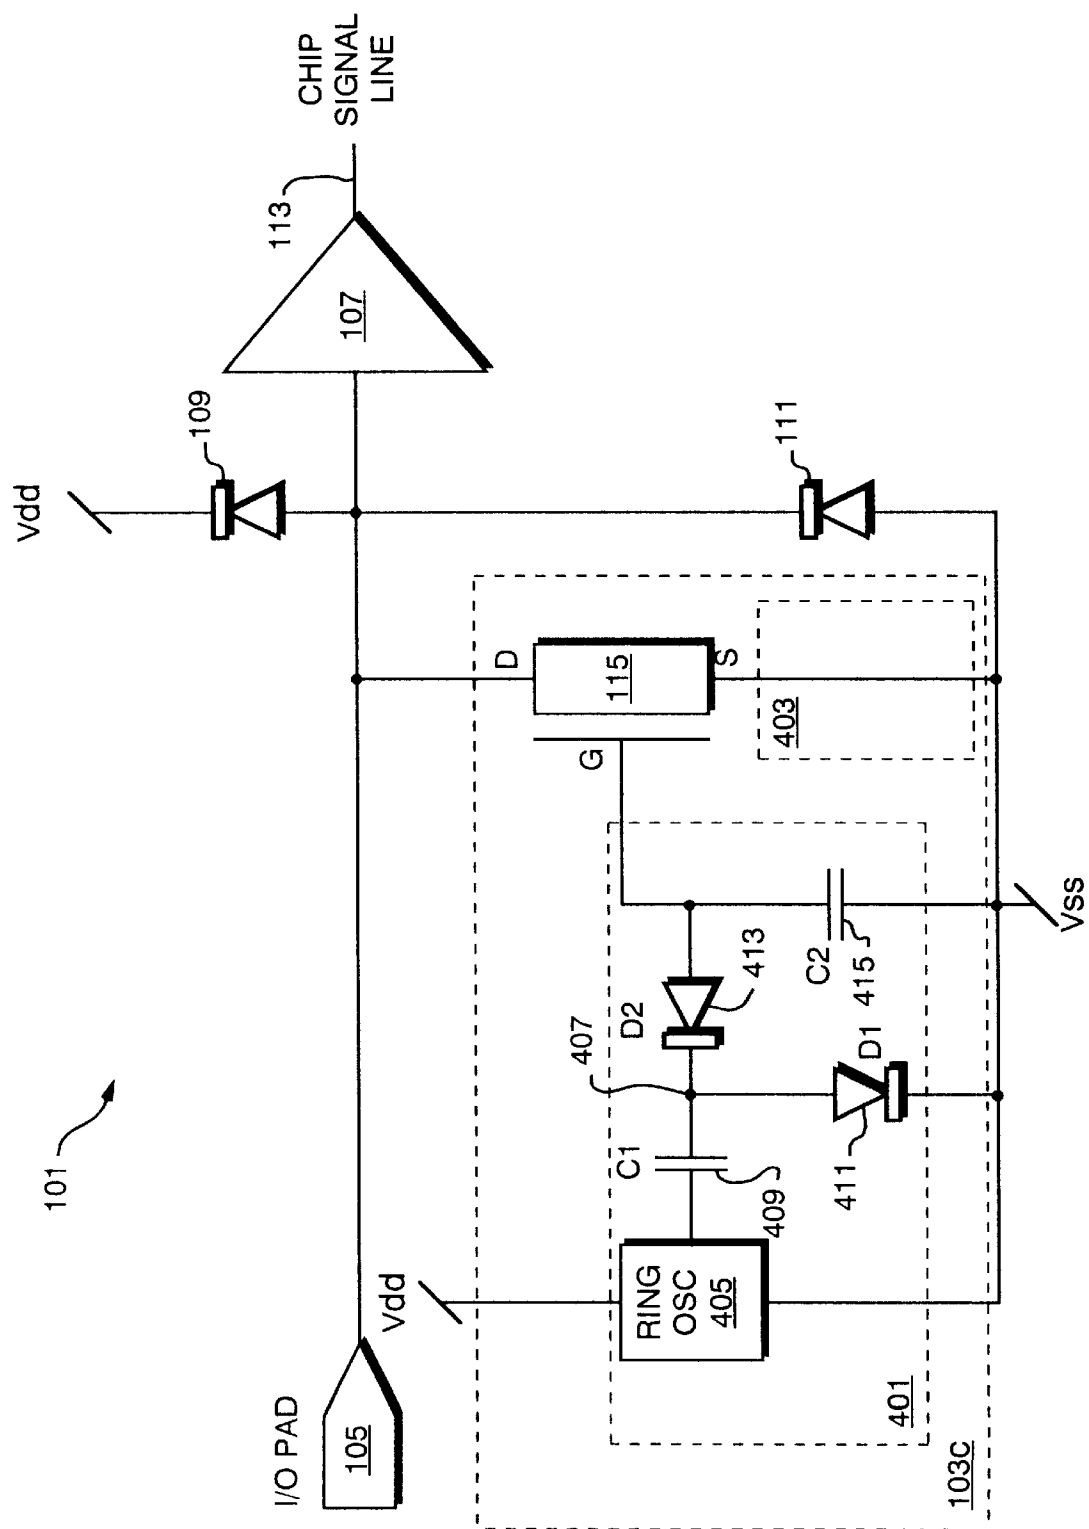 101
I/O PAD
105
Vdd
RING
OSC
405
C1
409
407
D2
413
411
D1
C2
415
401
103C
Vss
G
D
115
S
403
Vdd
109
111
107
113
CHIP
SIGNAL
LINE